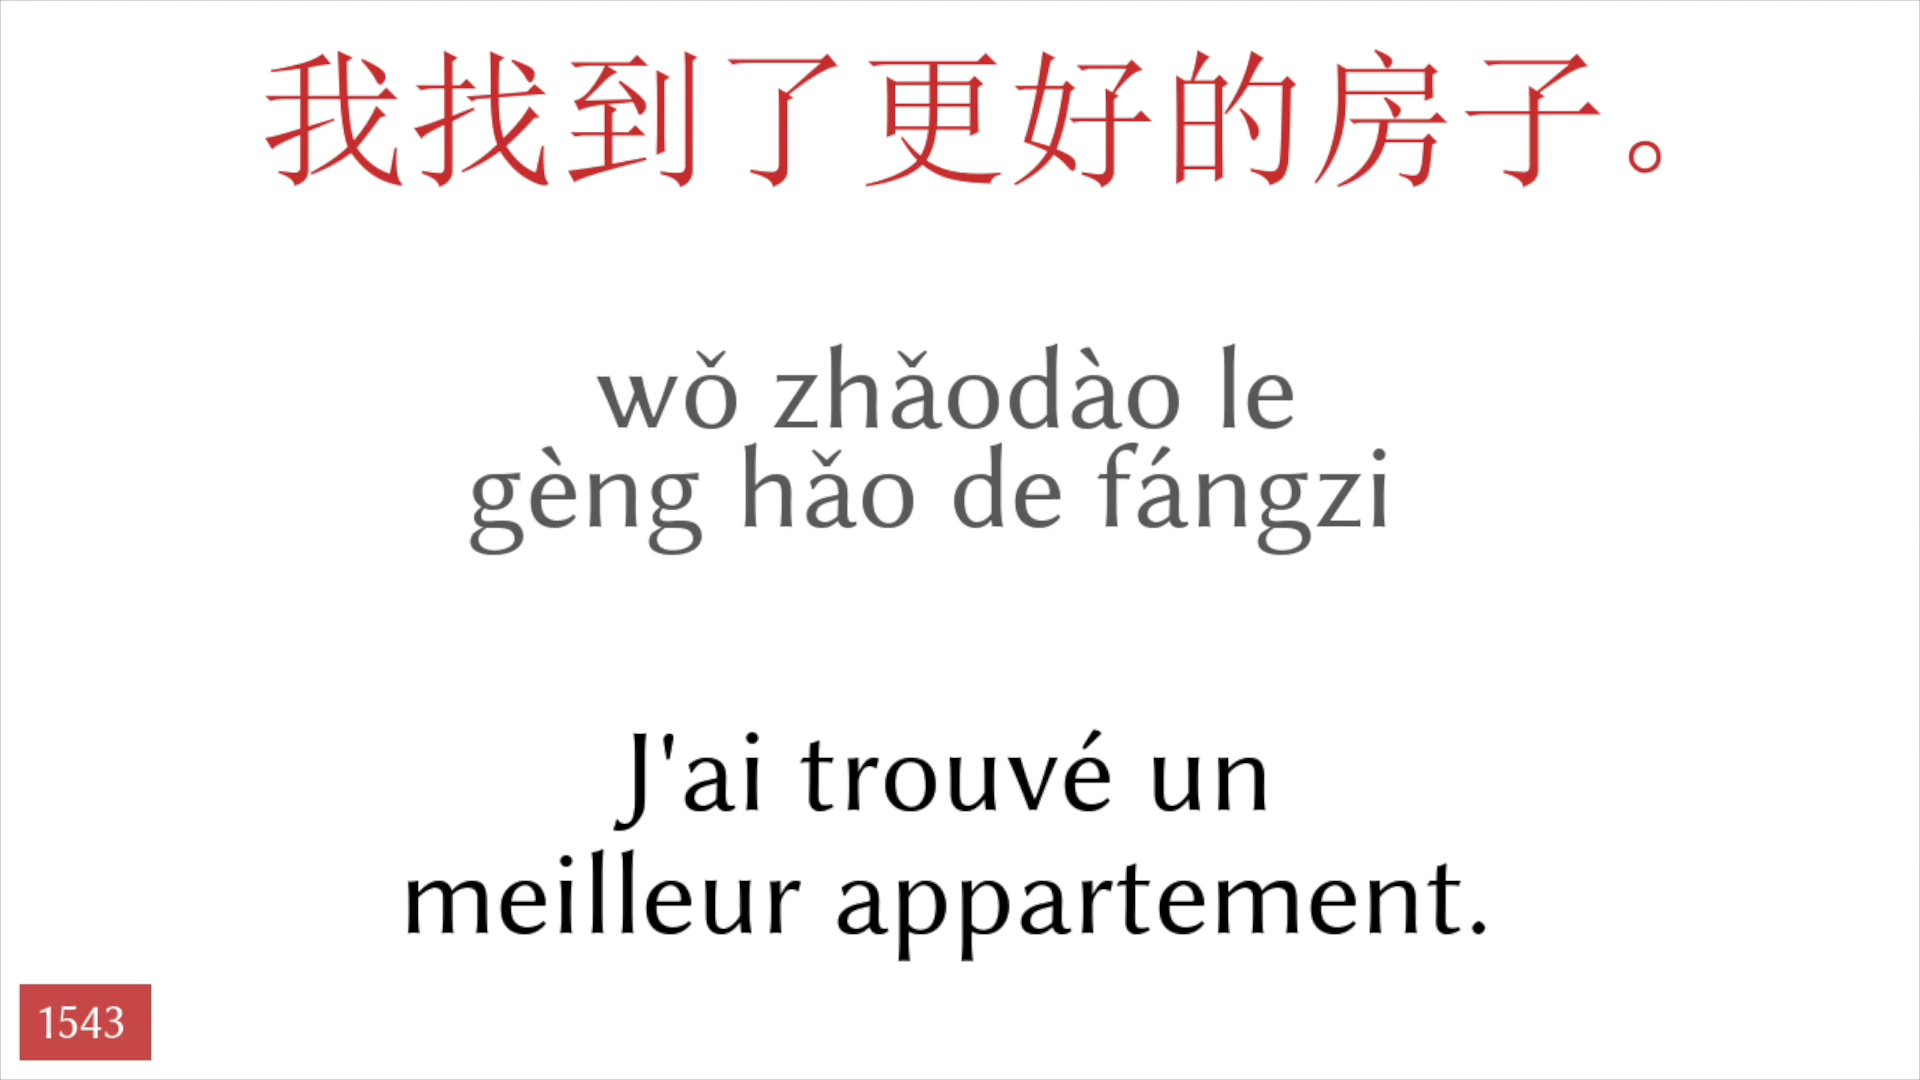 我找到了更好的房子。
wǒ zhǎodào le
gèng hǎo de fángzi
J'ai trouvé un
meilleur appartement.
1543